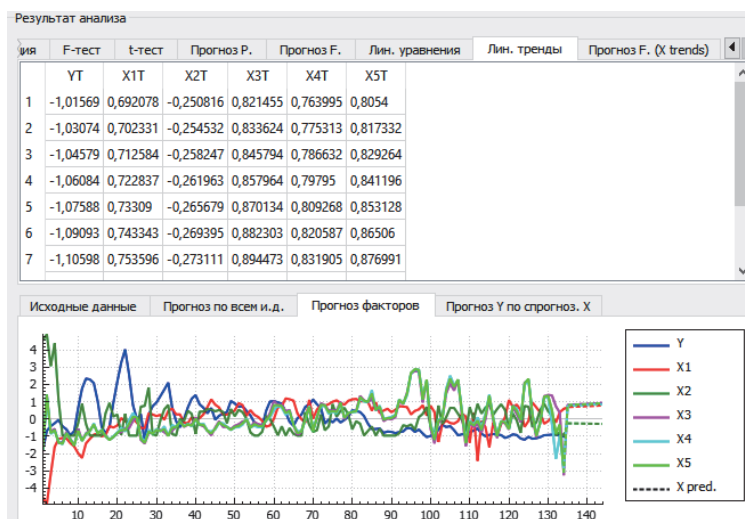 Результат анализа
ия F-тест t-тест Прогноз P. Прогноз F. Лин. уравнения Лин. тренды Прогноз F. (X trends)
YT X1T X2T X3T X4T X5T
1 -1,01569 0,692078 -0,250816 0,821455 0,763995 0,8054
2 -1,03074 0,702331 -0,254532 0,833624 0,775313 0,817332
3 -1,04579 0,712584 -0,258247 0,845794 0,786632 0,829264
4 -1,06084 0,722837 -0,261963 0,857964 0,79795 0,841196
5 -1,07588 0,73309 -0,265679 0,870134 0,809268 0,853128
6 -1,09093 0,743343 -0,269395 0,882303 0,820587 0,86506
7 -1,10598 0,753596 -0,273111 0,894473 0,831905 0,876991
Исходные данные Прогноз по всем и.д. Прогноз факторов Прогноз Y по спрогноз. X
4
3
2
1
0
-1
-2
-3
-4
10 20 30 40 50 60 70 80 90 100 110 120 130 140
Y
X1
X2
X3
X4
X5
X pred.